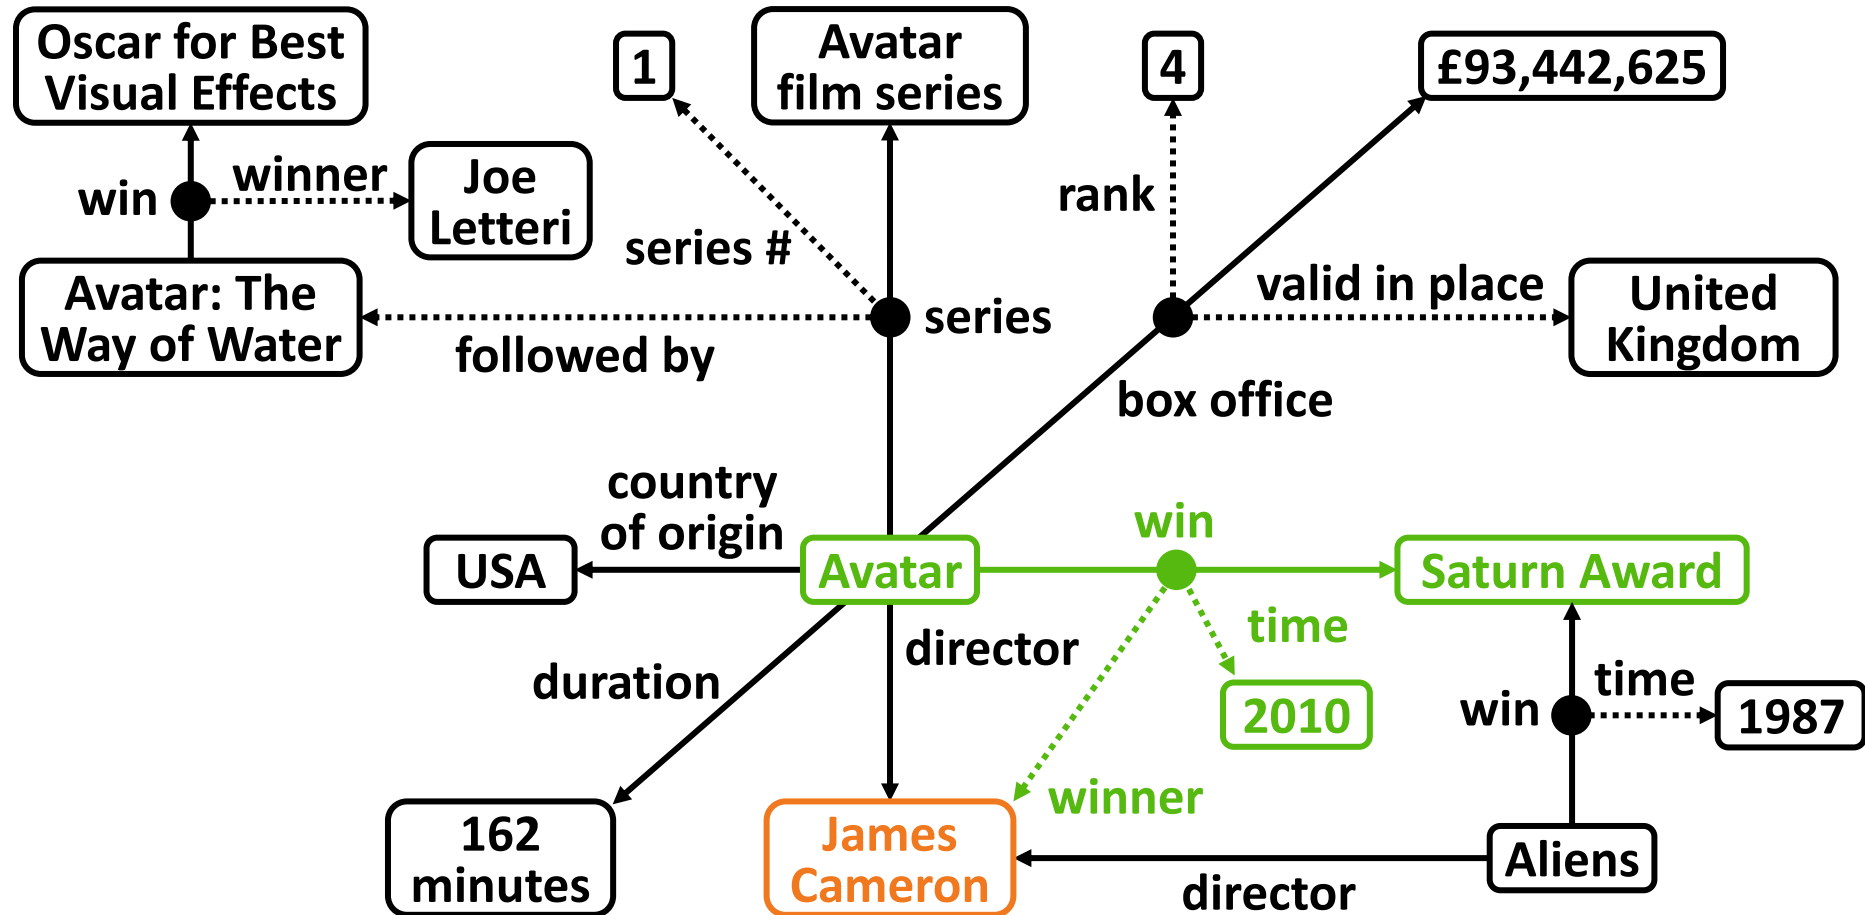 Oscar for Best
Visual Effects
1
Avatar
film series
4
£93,442,625
win
winner
Joe
Letteri
series #
rank
Avatar: The
Way of Water
followed by
series
valid in place
United
Kingdom
box office
country
of origin
USA
Avatar
win
Saturn Award
duration
director
time
2010
win
time
1987
winner
162
minutes
James
Cameron
director
Aliens